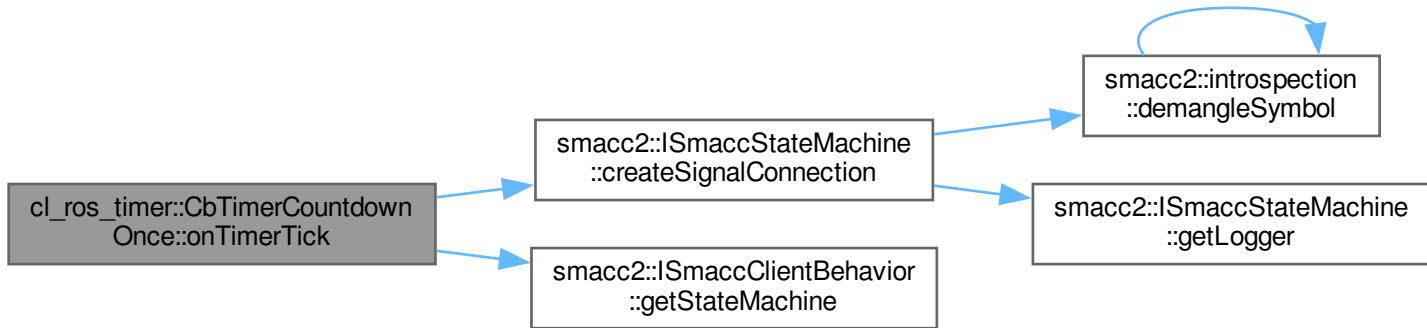 cl_ros_timer::CbTimerCountdown
Once::onTimerTick
smacc2::ISmaccStateMachine
::createSignalConnection
smacc2::introspection
::demangleSymbol
smacc2::ISmaccStateMachine
::getLogger
smacc2::ISmaccClientBehavior
::getStateMachine